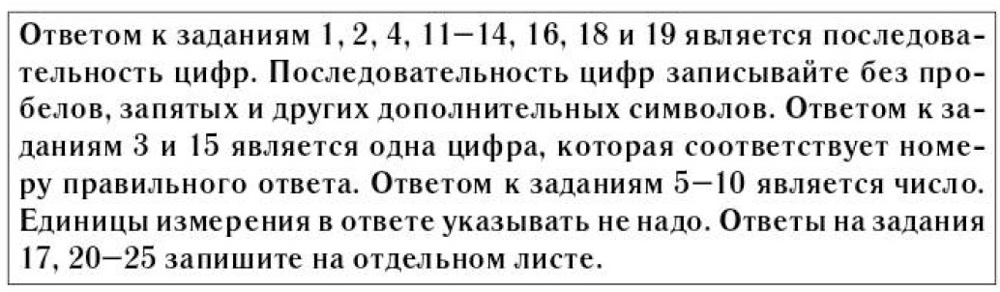 Ответом к заданиям 1, 2, 4, 11—14, 16, 18 и 19 является последова-
тельность цифр. Последовательность цифр записывайте без про-
белов, запятых и других дополнительных символов. Ответом к за-
даниям 3 и 15 является одна цифра, которая соответствует номе-
ру правильного ответа. Ответом к заданиям 5—10 является число.
Единицы измерения в ответе указывать не надо. Ответы на задания
17, 20—25 запишите на отдельном листе.